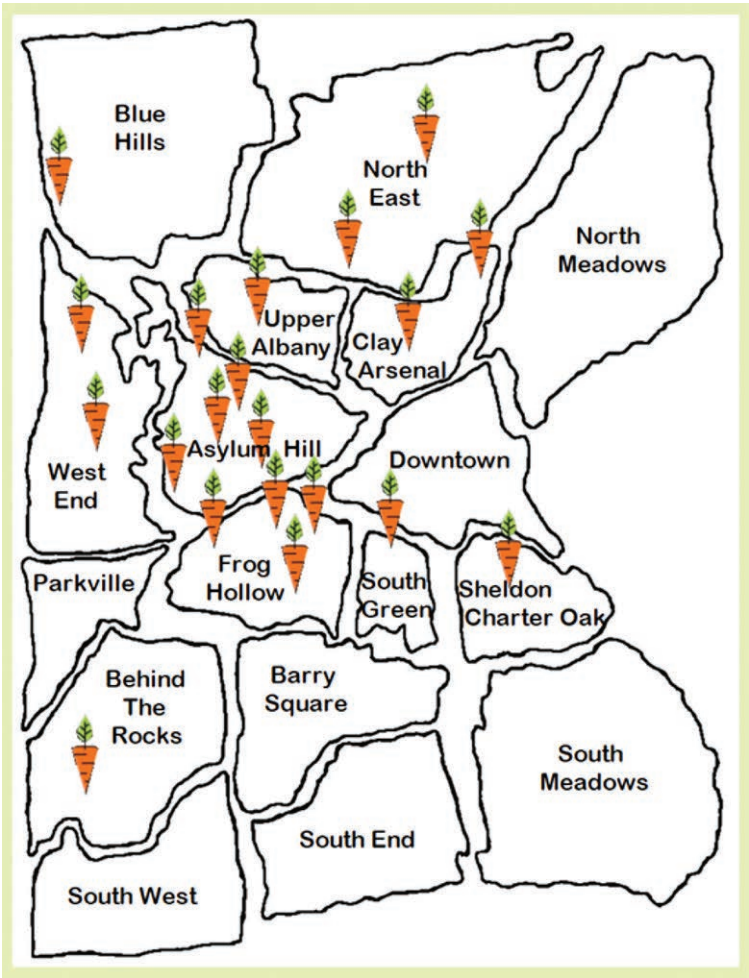 Blue
Hills
North
East
North
Meadows
Upper
Albany
Clay
Arsenal
Asylum Hill
Downtown
West
End
Frog
Hollow
South
Green
Sheldon
Charter Oak
Parkville
Behind
The
Rocks
Barry
Square
South
Meadows
South End
South West